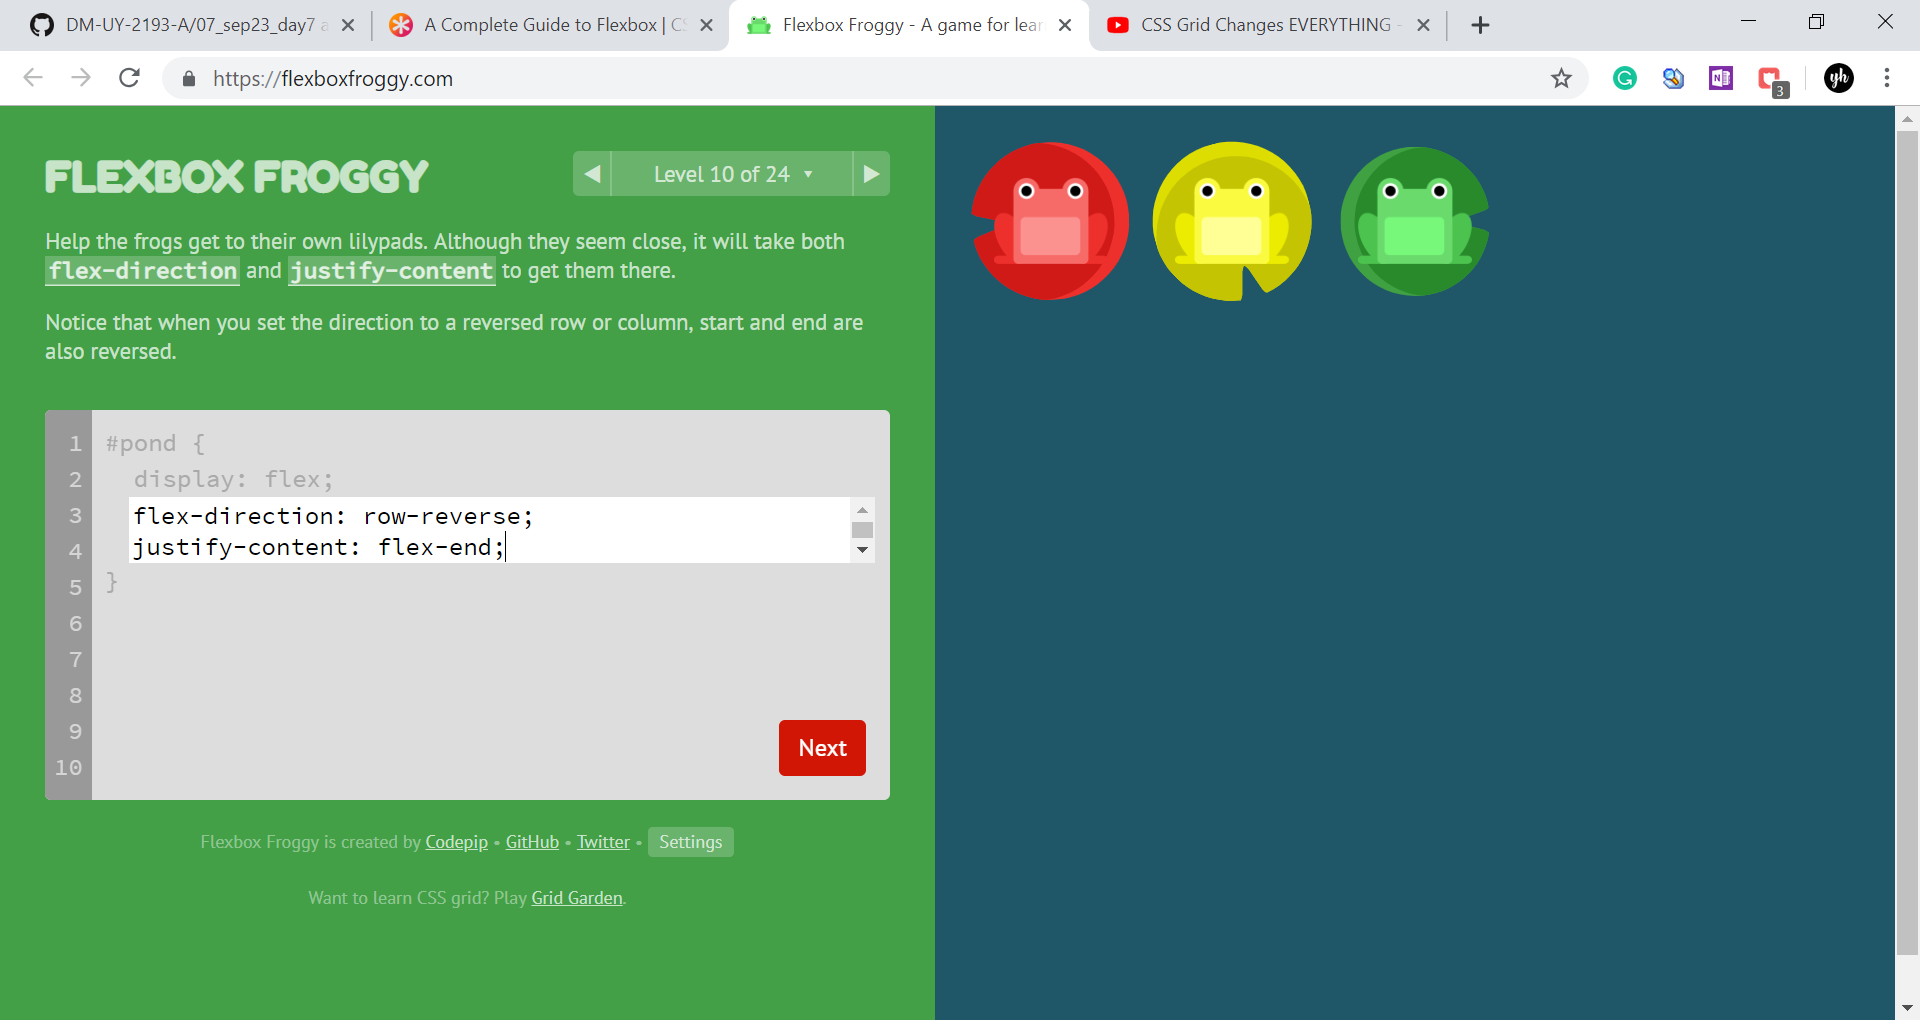 DM-UY-2193-A/07_sep23_day7
A Complete Guide to Flexbox | CS
Flexbox Froggy - A game for lear
CSS Grid Changes EVERYTHING -
https://flexboxfroggy.com
3
yh
FLEXBOX FROGGY
Level 10 of 24
Help the frogs get to their own lilypads. Although they seem close, it will take both
flex-direction and justify-content to get them there.
Notice that when you set the direction to a reversed row or column, start and end are
also reversed.
1 #pond {
2 display: flex;
3 flex-direction: row-reverse;
4 justify-content: flex-end;
5 }
6
7
8
9
10
Next
Flexbox Froggy is created by Codepip • GitHub • Twitter • Settings
Want to learn CSS grid? Play Grid Garden.